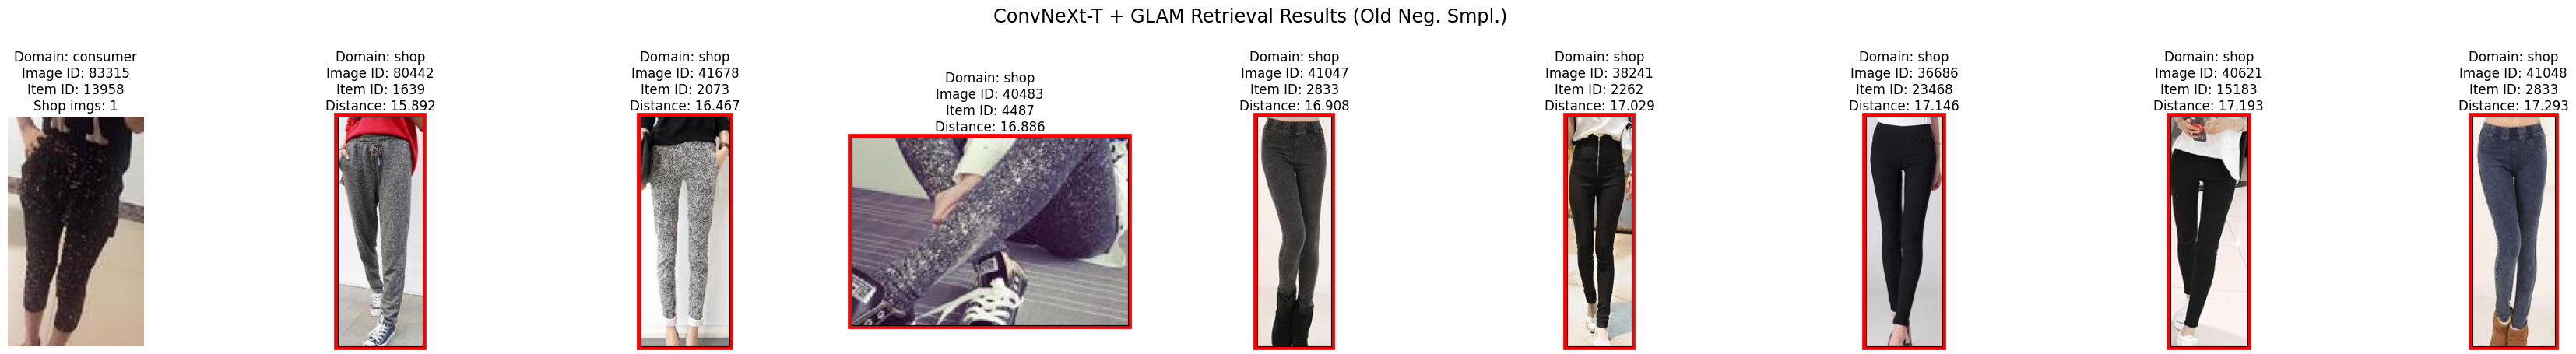 ConvNeXt-T + GLAM Retrieval Results (Old Neg. Smpl.)
Domain: consumer
Image ID: 83315
Item ID: 13958
Shop imgs: 1
Domain: shop
Image ID: 80442
Item ID: 1639
Distance: 15.892
Domain: shop
Image ID: 41678
Item ID: 2073
Distance: 16.467
Domain: shop
Image ID: 40483
Item ID: 4487
Distance: 16.886
Domain: shop
Image ID: 41047
Item ID: 2833
Distance: 16.908
Domain: shop
Image ID: 38241
Item ID: 2262
Distance: 17.029
Domain: shop
Image ID: 36686
Item ID: 23468
Distance: 17.146
Domain: shop
Image ID: 40621
Item ID: 15183
Distance: 17.193
Domain: shop
Image ID: 41048
Item ID: 2833
Distance: 17.293